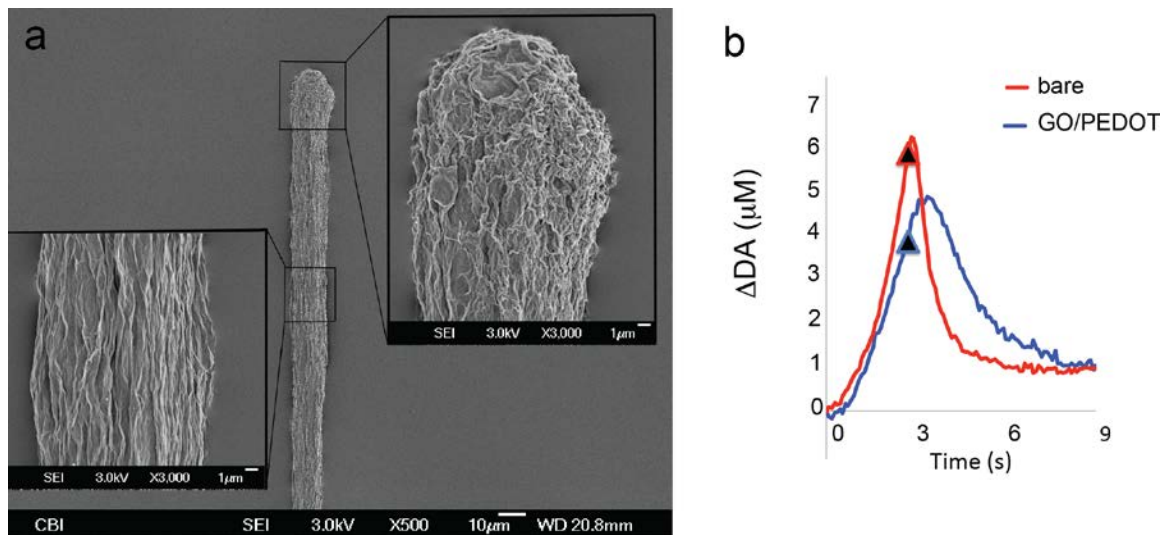 a
SEI 3.0kV X3,000 1μm
SEI 3.0kV X3,000 1μm
CBI SEI 3.0kV X500 10μm WD 20.8mm
b
bare
GO/PEDOT
ΔDA (μM)
7
6
5
4
3
2
1
0
0 3 6 9
Time (s)